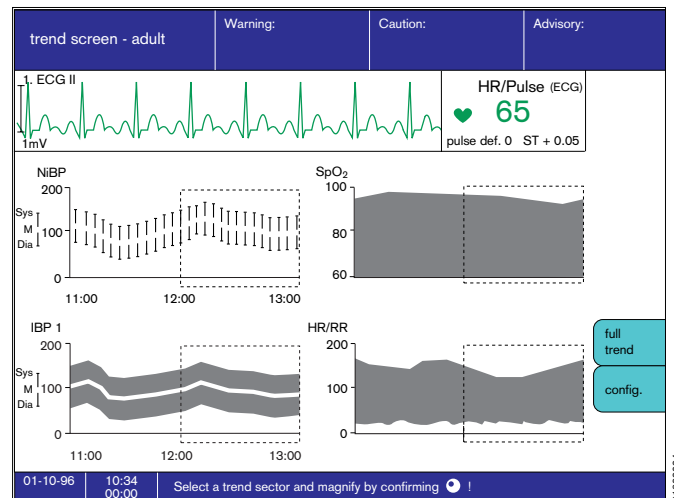 trend screen - adult
Warning:
Caution:
Advisory:
1. ECG II
1mV
HR/Pulse (ECG)
65
pulse def. 0 ST + 0.05
NiBP
200
Sys
M
100
Dia
0
11:00 12:00 13:00
SpO2
100
80
60
IBP 1
200
Sys
M
100
Dia
0
11:00 12:00 13:00
HR/RR
200
100
0
full
trend
config.
01-10-96
10:34
00:00
Select a trend sector and magnify by confirming !